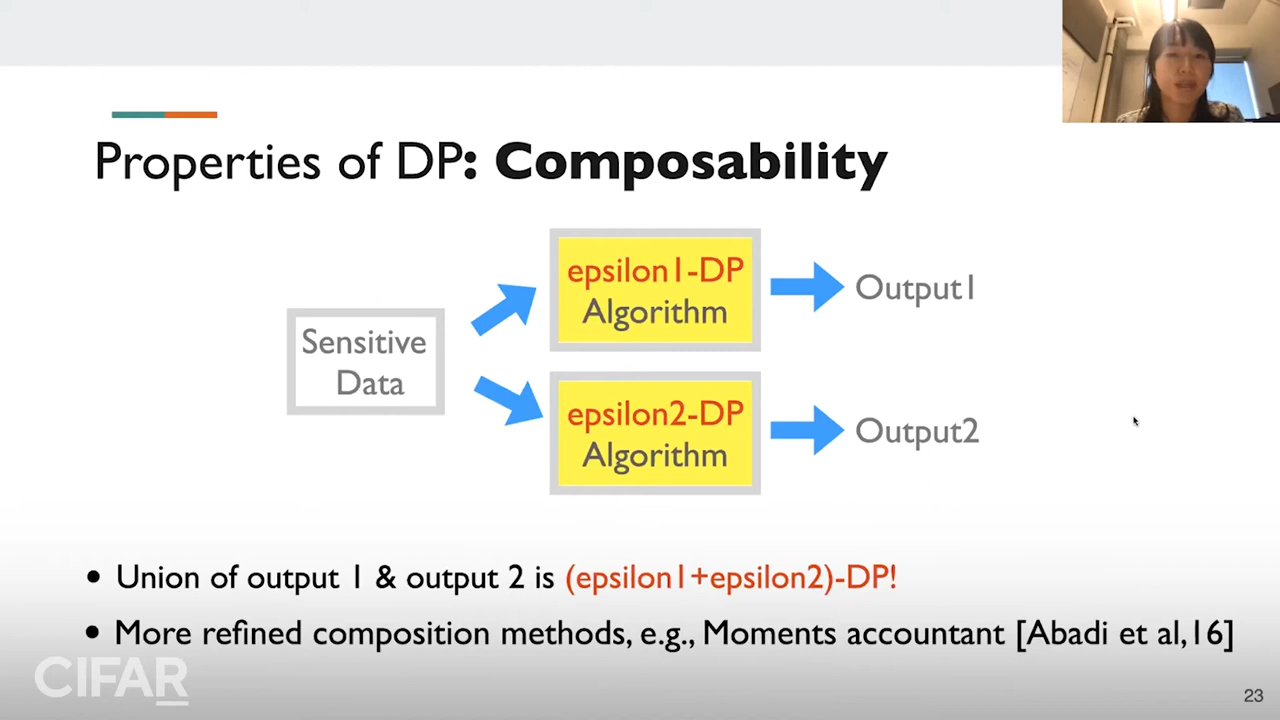 Properties of DP: Composability
Sensitive
Data
epsilon1-DP
Algorithm
Output1
epsilon2-DP
Algorithm
Output2
• Union of output 1 & output 2 is (epsilon1+epsilon2)-DP!
• More refined composition methods, e.g., Moments accountant [Abadi et al,16]
CIFAR
23